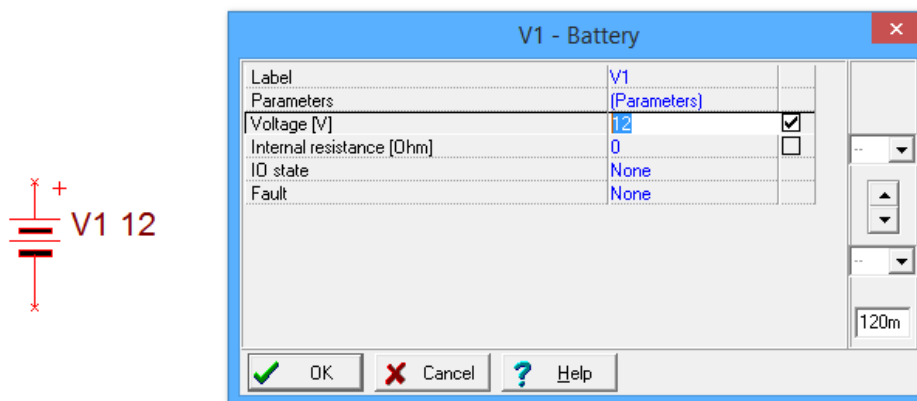 V1 - Battery
Label V1
Parameters (Parameters)
Voltage [V] 12
Internal resistance [Ohm] 0
IO state None
Fault None
--
+
V1 12
--
120m
OK Cancel ? Help